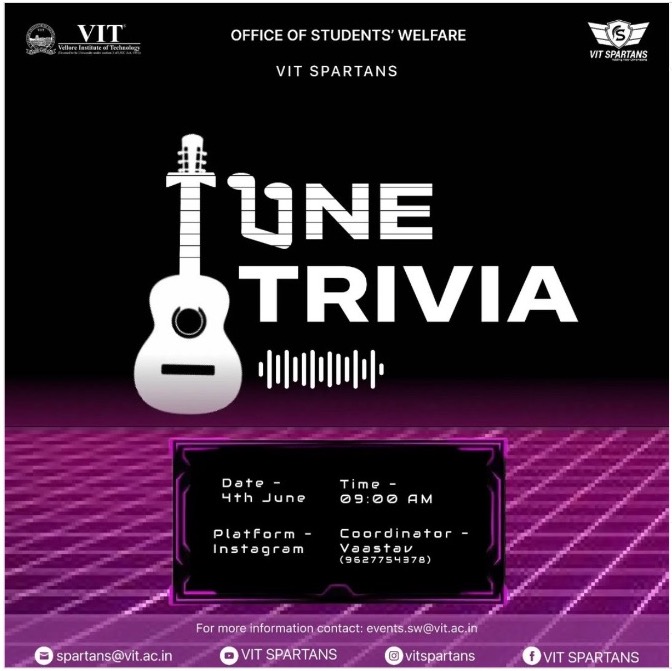 VIT
Vellore Institute of Technology
OFFICE OF STUDENTS' WELFARE
VIT SPARTANS
VIT SPARTANS
TUNE
TRIVIA
Date -
4th June
Time -
09:00 AM
Platform -
Instagram
Coordinator -
Vaastav
(9627754378)
For more information contact: events.sw@vit.ac.in
spartans@vit.ac.in
VIT SPARTANS
vitspartans
VIT SPARTANS